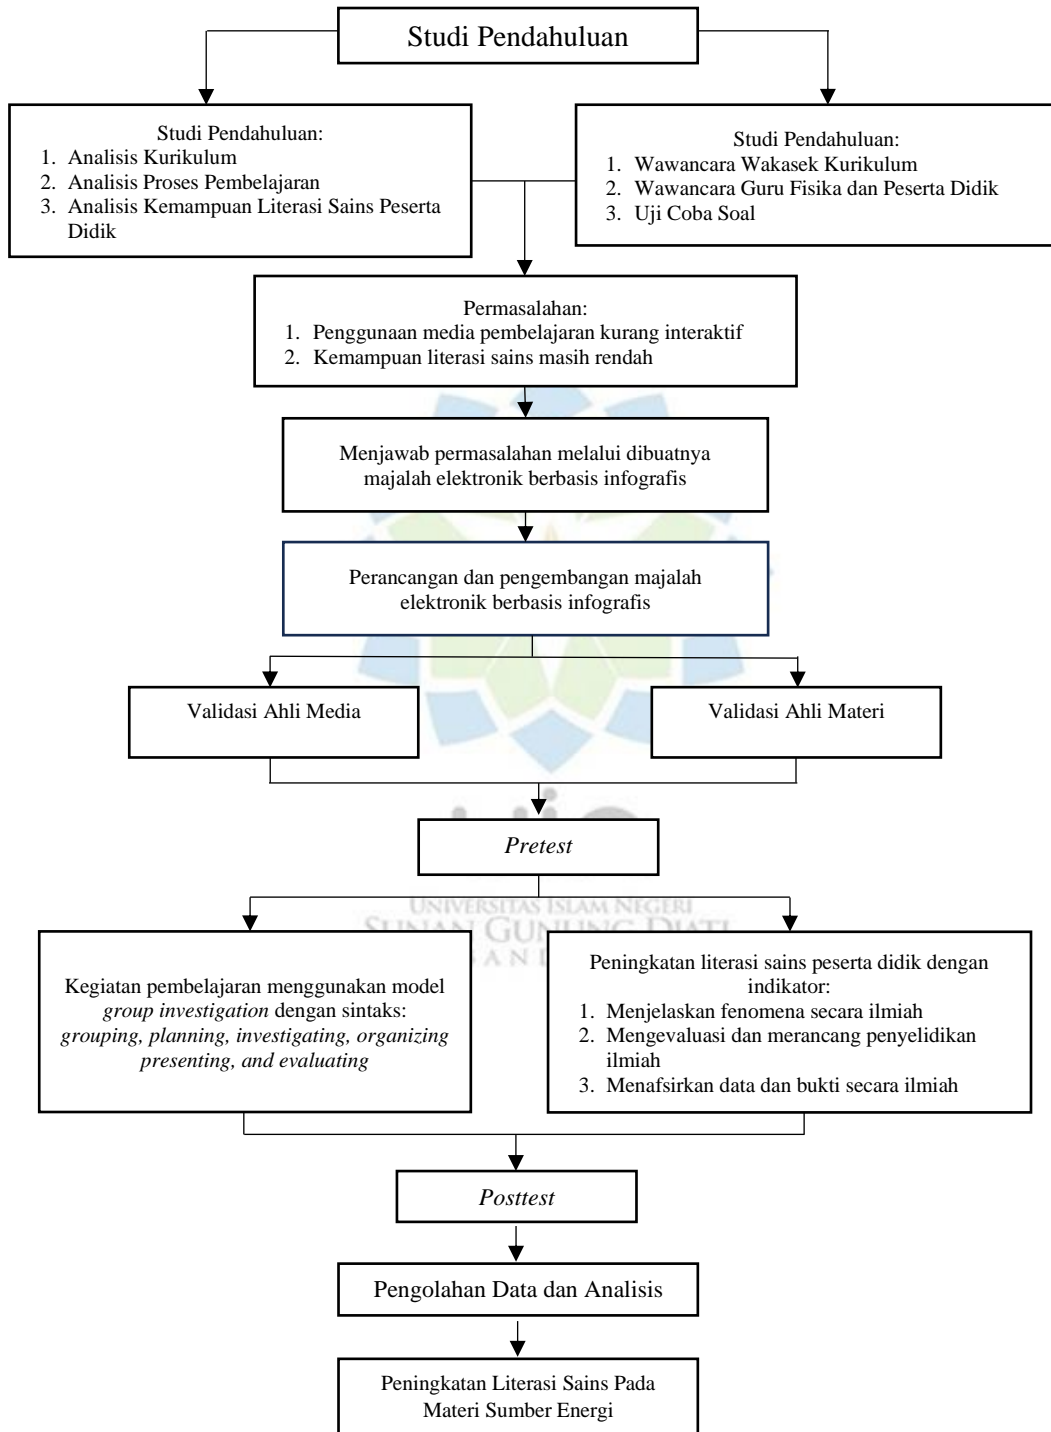 Studi Pendahuluan
Studi Pendahuluan:
1. Analisis Kurikulum
2. Analisis Proses Pembelajaran
3. Analisis Kemampuan Literasi Sains Peserta
Didik
Studi Pendahuluan:
1. Wawancara Wakasek Kurikulum
2. Wawancara Guru Fisika dan Peserta Didik
3. Uji Coba Soal
Permasalahan:
1. Penggunaan media pembelajaran kurang interaktif
2. Kemampuan literasi sains masih rendah
Menjawab permasalahan melalui dibuatnya
majalah elektronik berbasis infografis
Perancangan dan pengembangan majalah
elektronik berbasis infografis
Validasi Ahli Media
Validasi Ahli Materi
Pretest
UNIVERSITAS ISLAM NEGERI
SUNAN GUNUNG DJATI
Kegiatan pembelajaran menggunakan model
group investigation dengan sintaks:
grouping, planning, investigating, organizing
presenting, and evaluating
Peningkatan literasi sains peserta didik dengan
indikator:
1. Menjelaskan fenomena secara ilmiah
2. Mengevaluasi dan merancang penyelidikan
ilmiah
3. Menafsirkan data dan bukti secara ilmiah
Posttest
Pengolahan Data dan Analisis
Peningkatan Literasi Sains Pada
Materi Sumber Energi